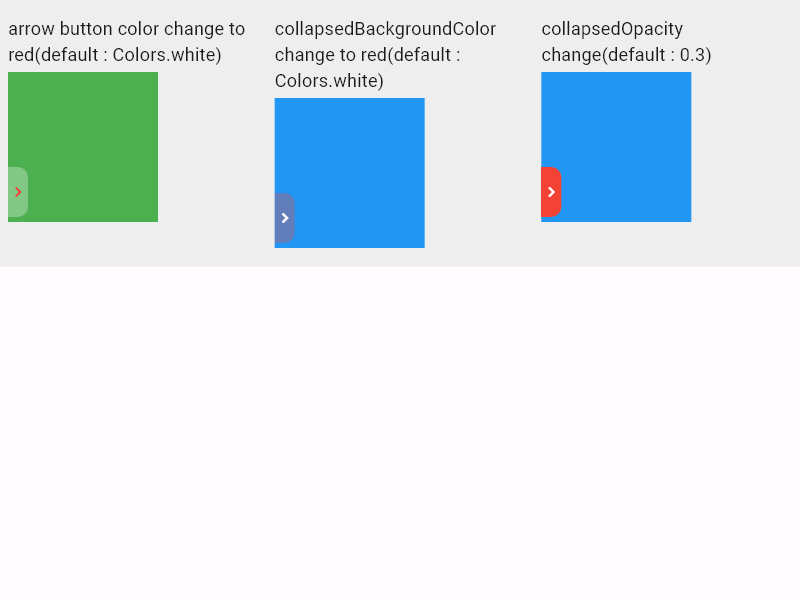 arrow button color change to
red(default : Colors.white)
collapsedBackgroundColor
change to red(default :
Colors.white)
collapsedOpacity
change(default : 0.3)